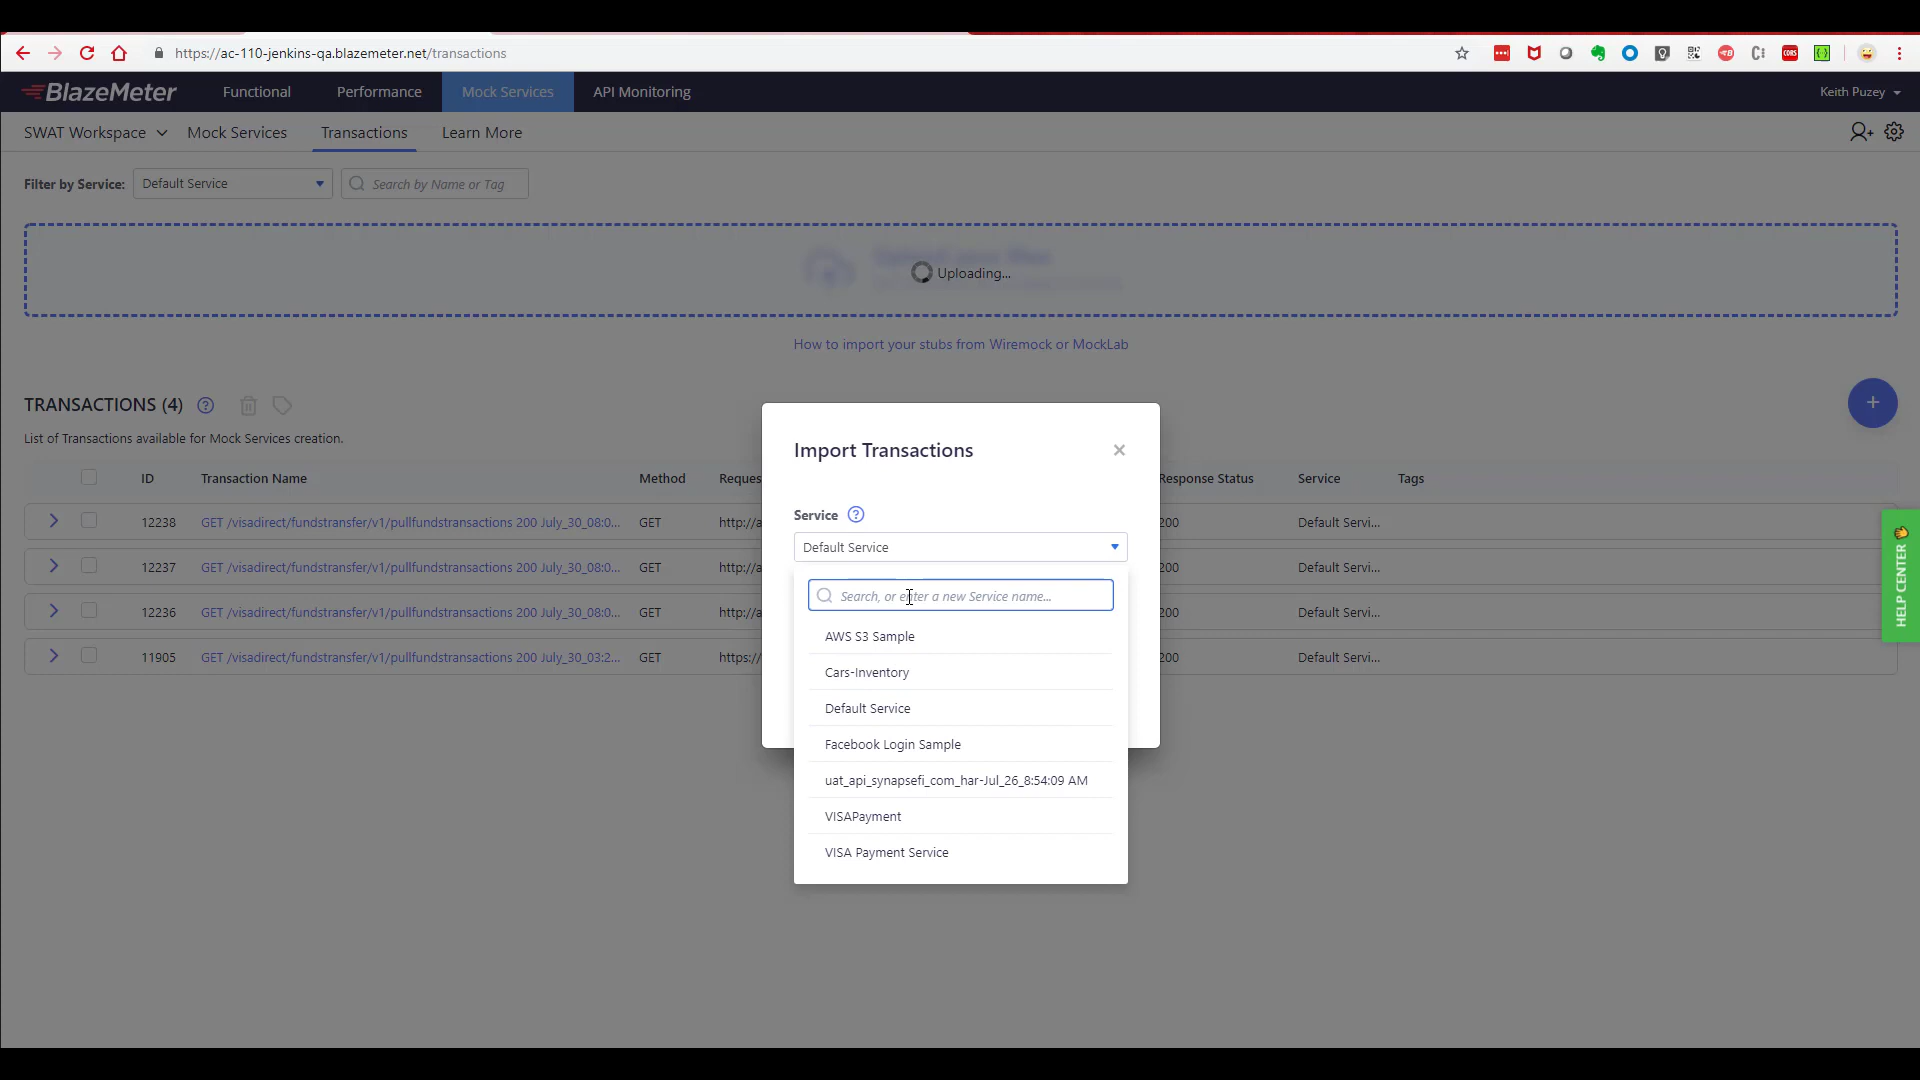 https://ac-110-jenkins-qa.blazemeter.net/transactions
BlazeMeter
Functional
Performance
Mock Services
API Monitoring
Keith Puzey
SWAT Workspace
Mock Services
Transactions
Learn More
Filter by Service:
Default Service
Search by Name or Tag
Uploading...
How to import your stubs from Wiremock or MockLab
TRANSACTIONS (4)
List of Transactions available for Mock Services creation.
ID
Transaction Name
Method
Reques
Response Status
Service
Tags
12238
GET /visadirect/fundstransfer/v1/pullfundstransactions 200 July_30_08:0...
GET
http://a
200
Default Servi...
12237
GET /visadirect/fundstransfer/v1/pullfundstransactions 200 July_30_08:0...
GET
http://a
200
Default Servi...
12236
GET /visadirect/fundstransfer/v1/pullfundstransactions 200 July_30_08:0...
GET
http://a
200
Default Servi...
11905
GET /visadirect/fundstransfer/v1/pullfundstransactions 200 July_30_03:2...
GET
https:/
200
Default Servi...
Import Transactions
Service
Default Service
Search, or enter a new Service name...
AWS S3 Sample
Cars-Inventory
Default Service
Facebook Login Sample
uat_api_synapsefi_com_har-Jul_26_8:54:09 AM
VISAPayment
VISA Payment Service
HELP CENTER